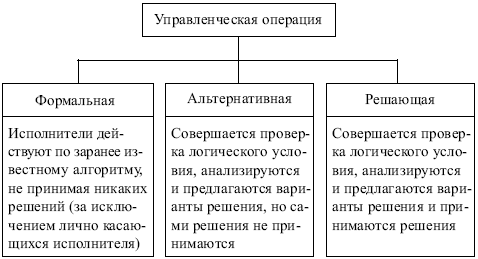 Управленческая операция
Формальная
Исполнители дей-
ствуют по заранее из-
вестному алгоритму,
не принимая никаких
решений (за исклю-
чением лично касаю-
щихся исполнителя)
Альтернативная
Совершается провер-
ка логического усло-
вия, анализируются
и предлагаются вари-
анты решения, но са-
ми решения не при-
нимаются
Решающая
Совершается провер-
ка логического усло-
вия, анализируются
и предлагаются вари-
анты решения и при-
нимаются решения